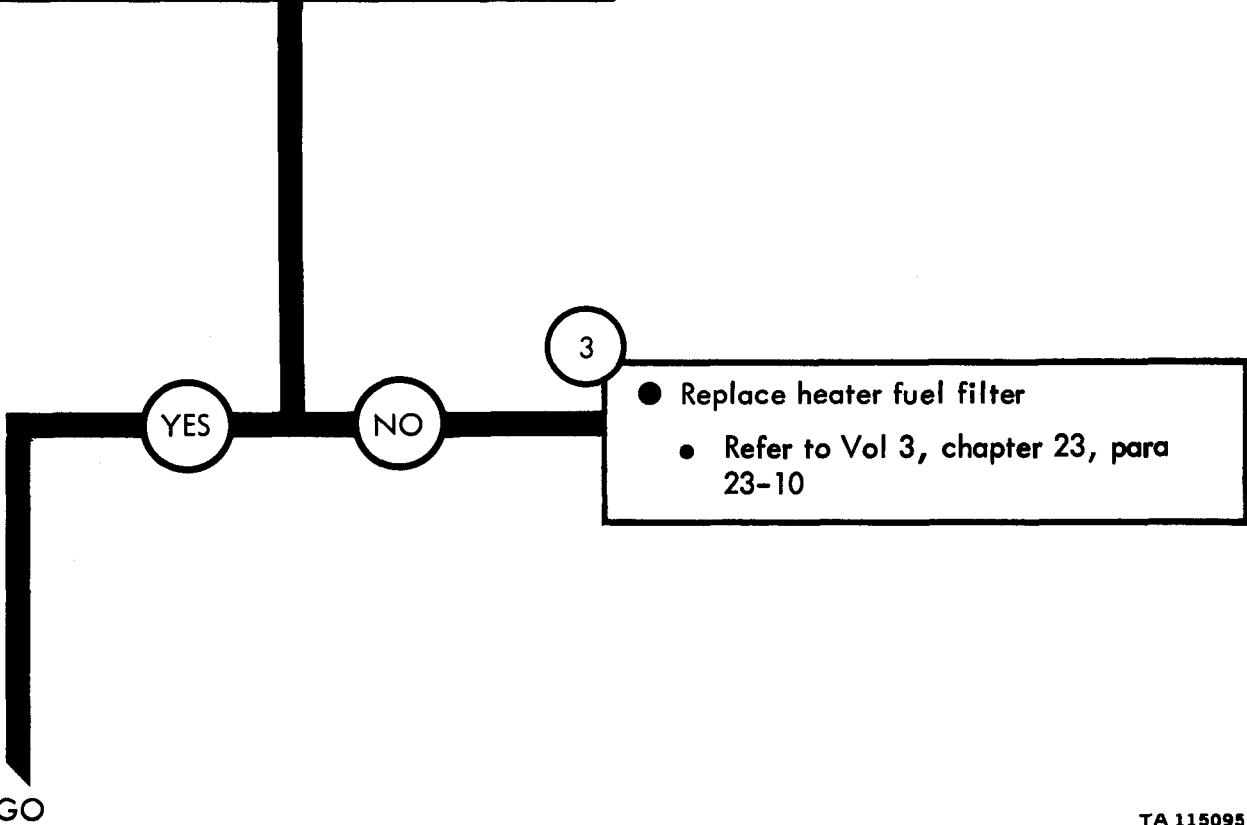 3
● Replace heater fuel filter
● Refer to Vol 3, chapter 23, para
23-10
YES
NO
GO
TA 115095